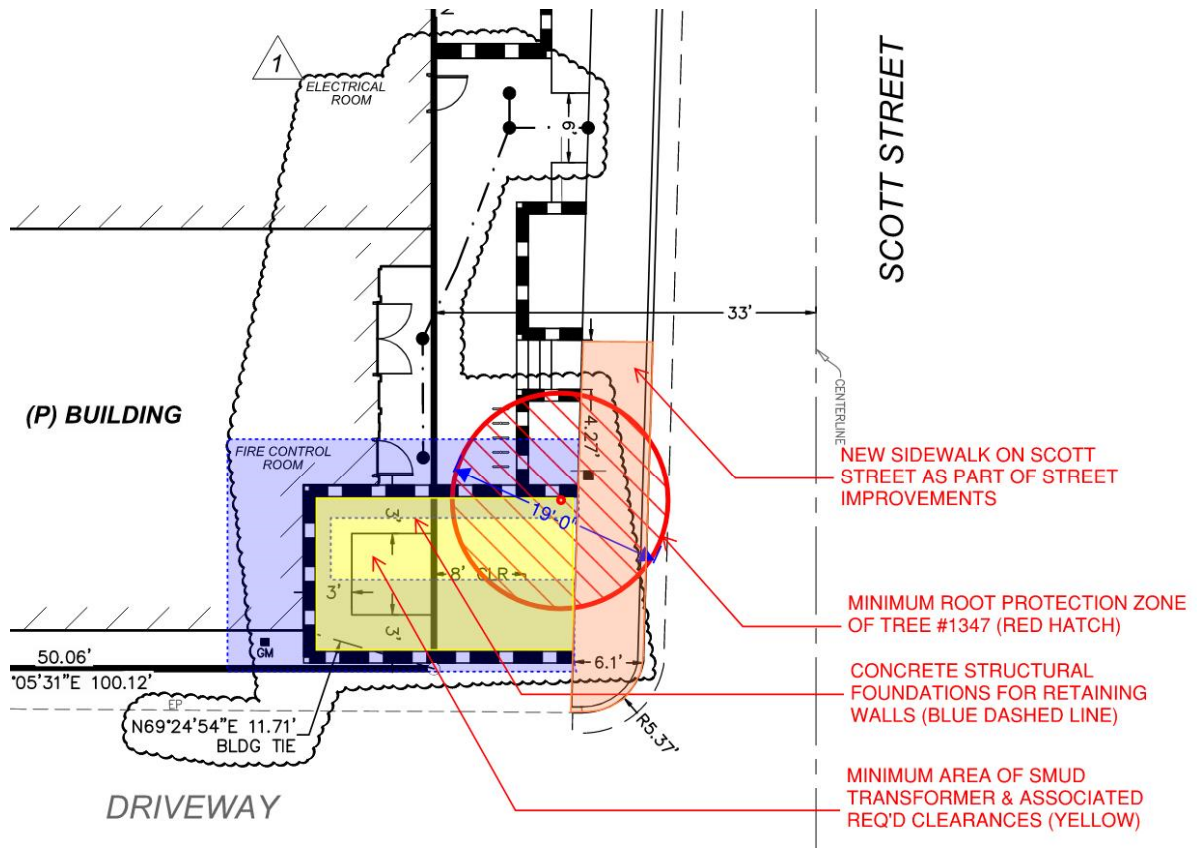 1
ELECTRICAL
ROOM
SCOTT STREET
6'
33'
CENTERLINE
(P) BUILDING
FIRE CONTROL
ROOM
4.27'
19'-0"
3'
8' CLR
3'
3'
GM
6.1'
R5.37'
50.06'
°05'31"E 100.12'
EP
N69°24'54"E 11.71'
BLDG TIE
DRIVEWAY
NEW SIDEWALK ON SCOTT
STREET AS PART OF STREET
IMPROVEMENTS
MINIMUM ROOT PROTECTION ZONE
OF TREE #1347 (RED HATCH)
CONCRETE STRUCTURAL
FOUNDATIONS FOR RETAINING
WALLS (BLUE DASHED LINE)
MINIMUM AREA OF SMUD
TRANSFORMER & ASSOCIATED
REQ'D CLEARANCES (YELLOW)